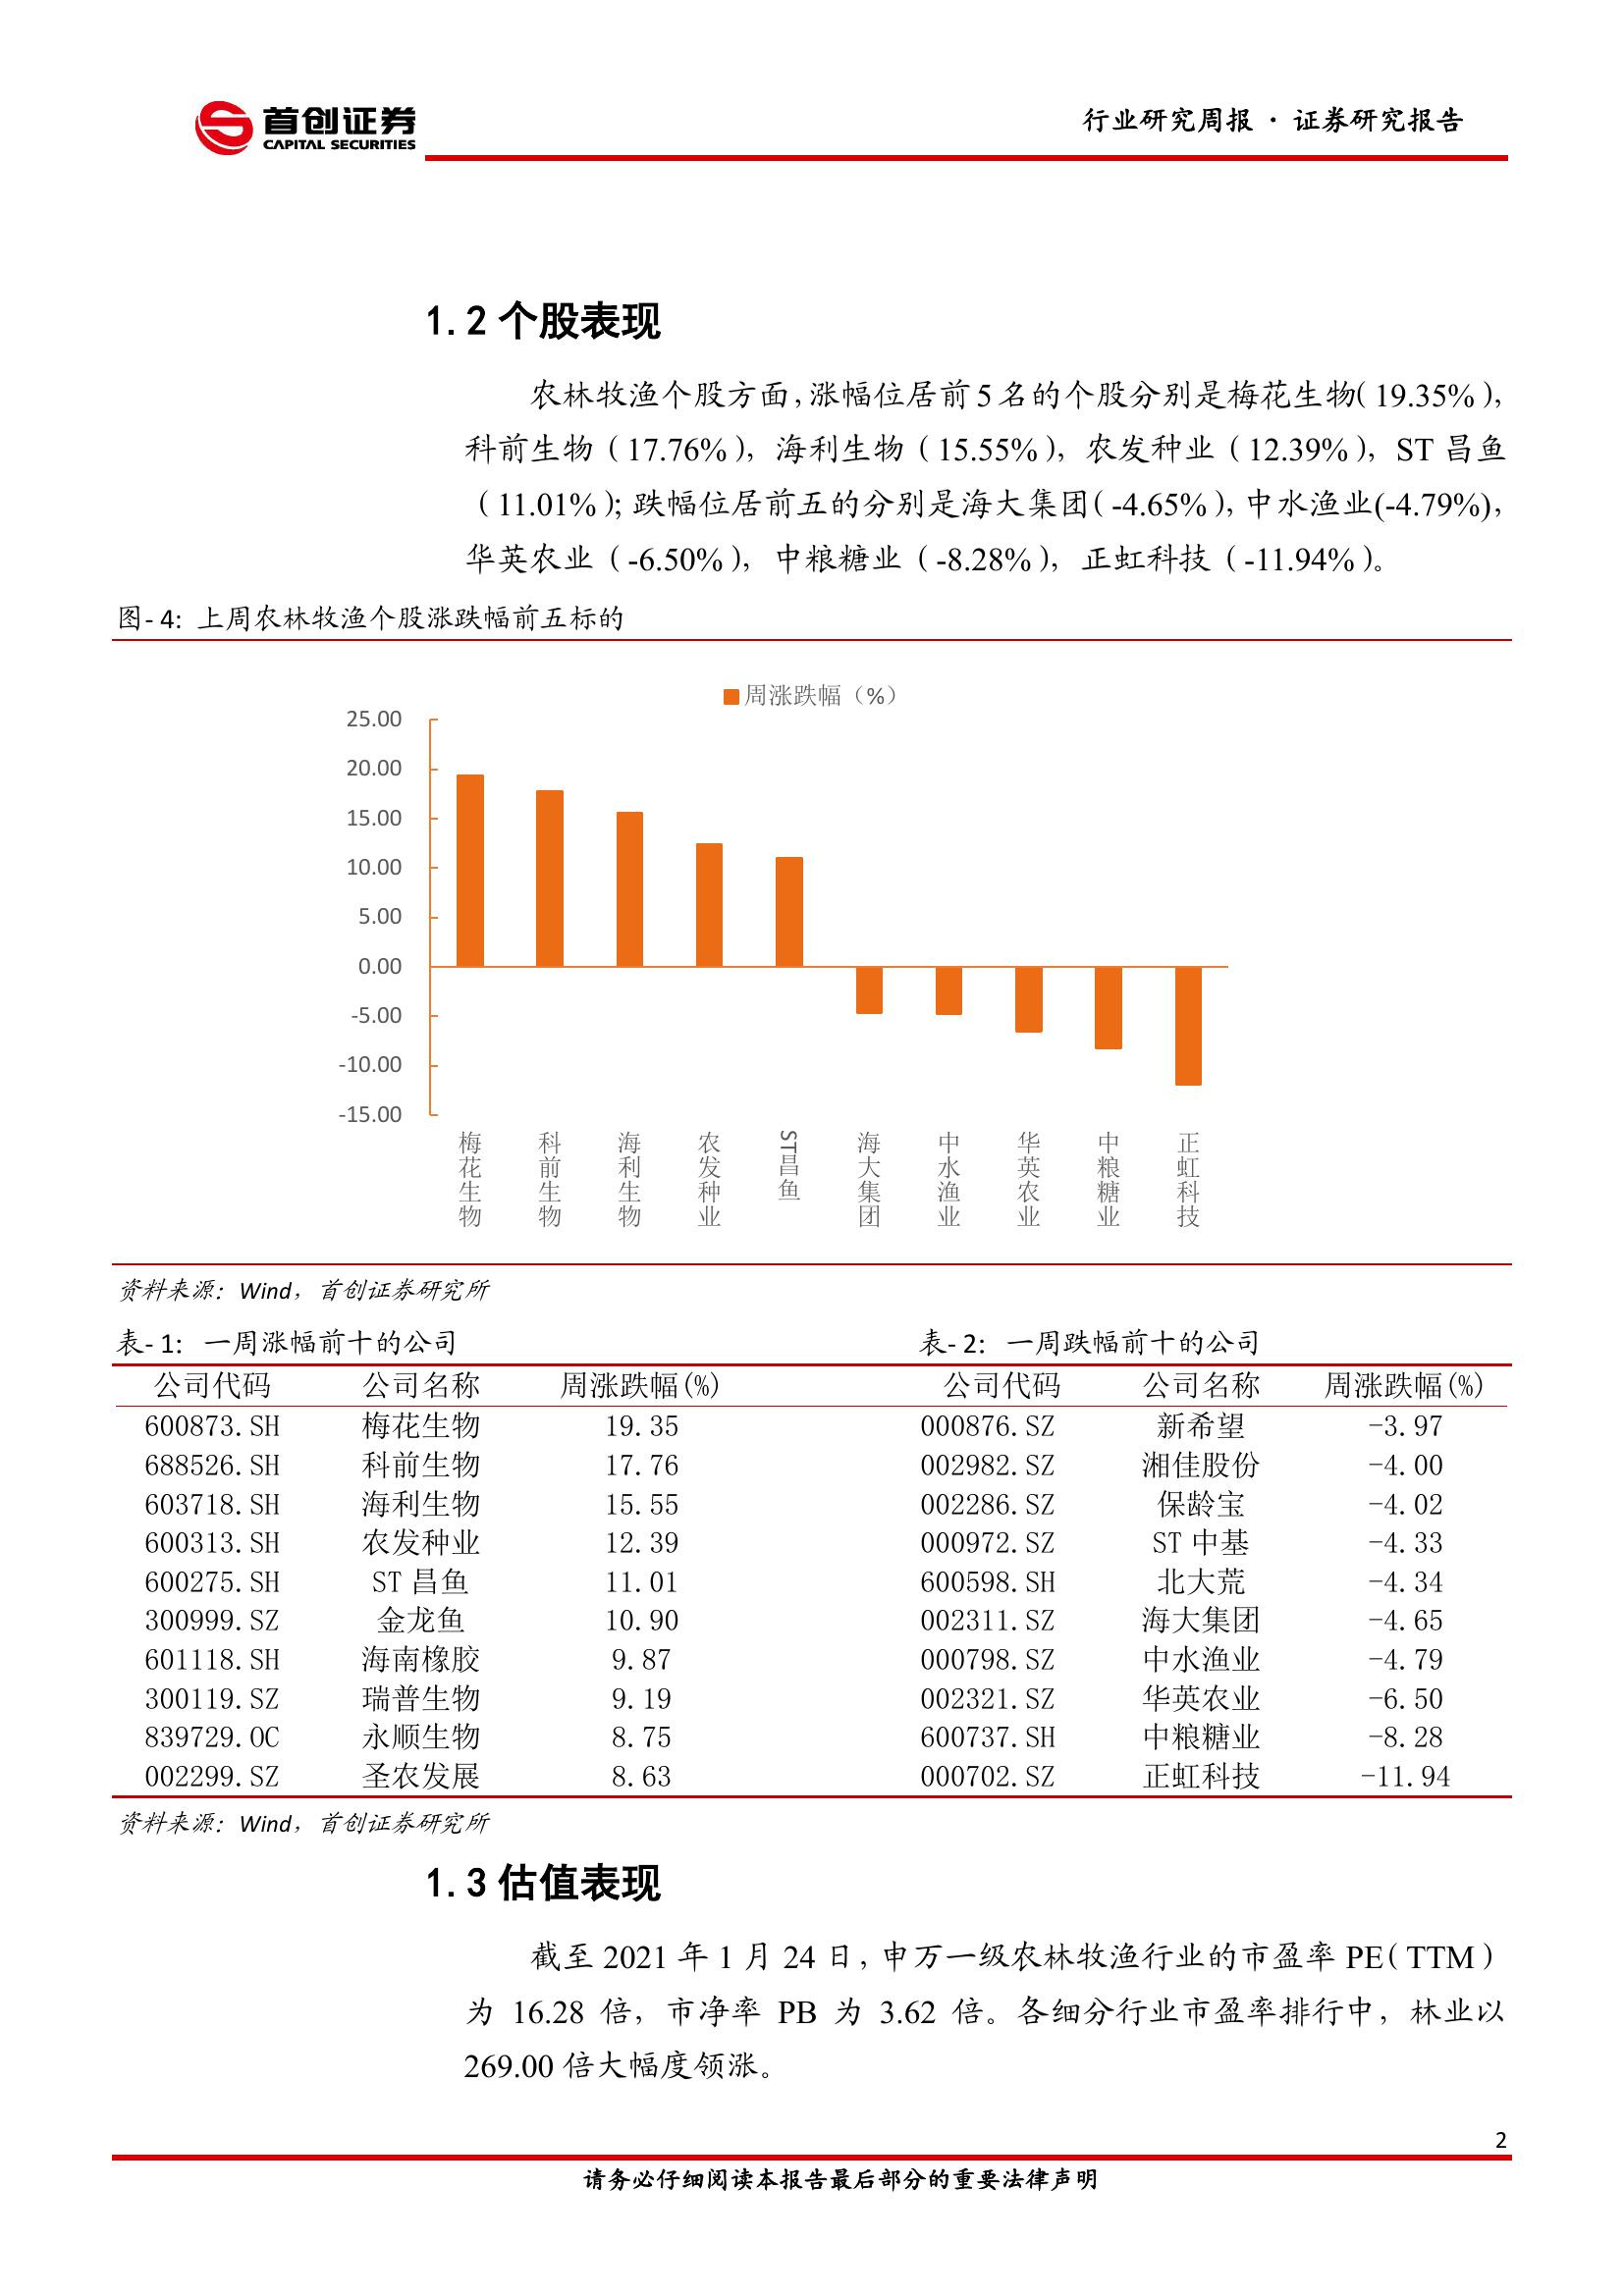 首创证券
CAPITAL SECURITIES
行业研究周报 · 证券研究报告
1.2 个股表现
农林牧渔个股方面，涨幅位居前 5 名的个股分别是梅花生物（19.35%），
科前生物（17.76%），海利生物（15.55%），农发种业（12.39%），ST 昌鱼
（11.01%）；跌幅位居前五的分别是海大集团（-4.65%），中水渔业(-4.79%)，
华英农业（-6.50%），中粮糖业（-8.28%），正虹科技（-11.94%）。
图- 4：上周农林牧渔个股涨跌幅前五标的
周涨跌幅（%）
25.00
20.00
15.00
10.00
5.00
0.00
-5.00
-10.00
-15.00
梅花生物
科前生物
海利生物
农发种业
ST昌鱼
海大集团
中水渔业
华英农业
中粮糖业
正虹科技
资料来源：Wind，首创证券研究所
表- 1：一周涨幅前十的公司
公司代码 公司名称 周涨跌幅(%)
600873.SH 梅花生物 19.35
688526.SH 科前生物 17.76
603718.SH 海利生物 15.55
600313.SH 农发种业 12.39
600275.SH ST 昌鱼 11.01
300999.SZ 金龙鱼 10.90
601118.SH 海南橡胶 9.87
300119.SZ 瑞普生物 9.19
839729.OC 永顺生物 8.75
002299.SZ 圣农发展 8.63
表- 2：一周跌幅前十的公司
公司代码 公司名称 周涨跌幅(%)
000876.SZ 新希望 -3.97
002982.SZ 湘佳股份 -4.00
002286.SZ 保龄宝 -4.02
000972.SZ ST 中基 -4.33
600598.SH 北大荒 -4.34
002311.SZ 海大集团 -4.65
000798.SZ 中水渔业 -4.79
002321.SZ 华英农业 -6.50
600737.SH 中粮糖业 -8.28
000702.SZ 正虹科技 -11.94
资料来源：Wind，首创证券研究所
1.3 估值表现
截至 2021 年 1 月 24 日，申万一级农林牧渔行业的市盈率 PE（TTM）
为 16.28 倍，市净率 PB 为 3.62 倍。各细分行业市盈率排行中，林业以
269.00 倍大幅度领涨。
2
请务必仔细阅读本报告最后部分的重要法律声明